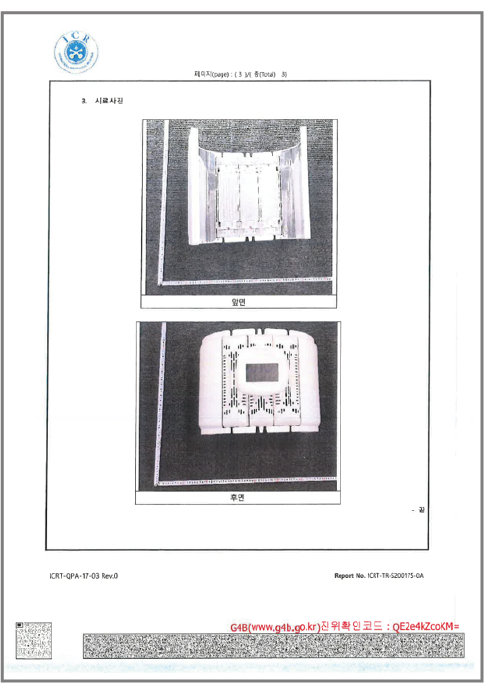 ICR
페이지(page) : ( 3 )/( 총(Total) 3)
3. 시료사진
앞면
후면
- 끝
ICRT-QPA-17-03 Rev.0
Report No. ICRT-TR-S200175-0A
G4B(www.g4b.go.kr)진위확인코드 : QE2e4kZcoKM=